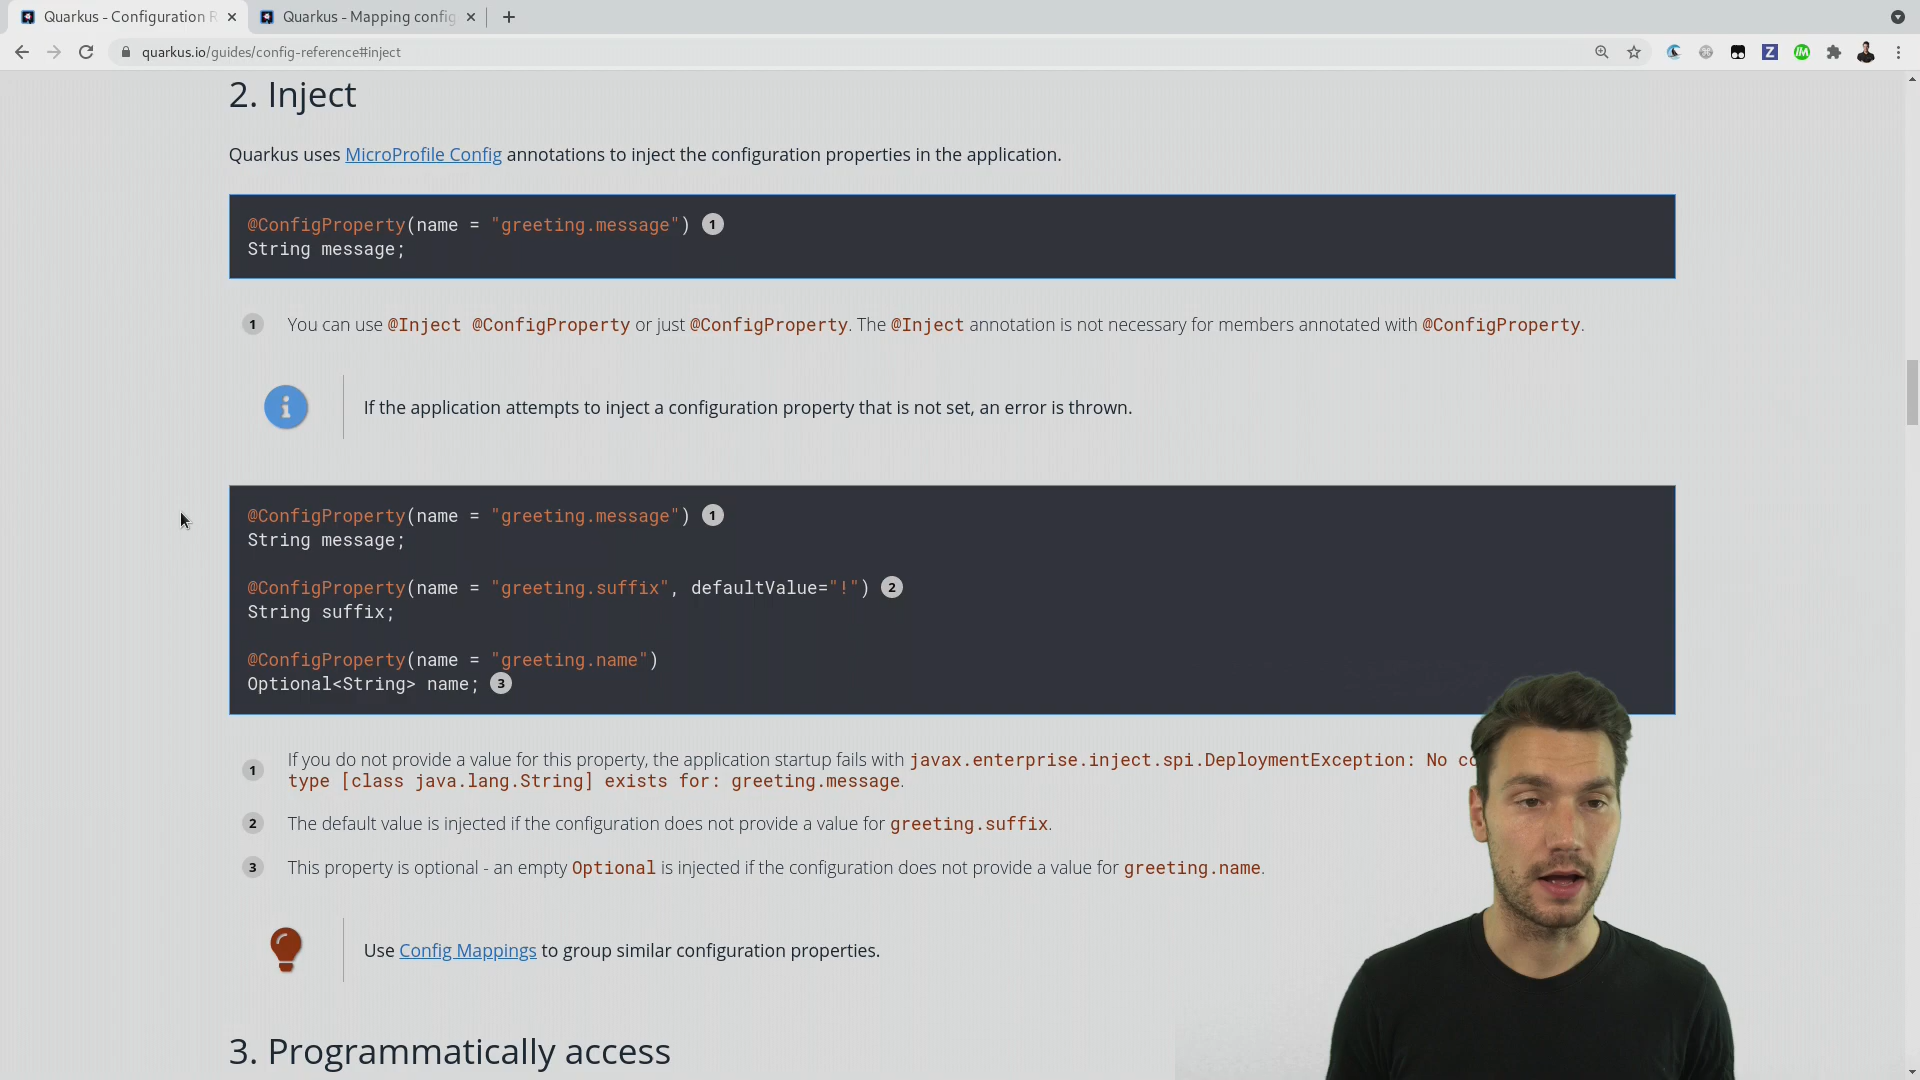 Quarkus - Configuration R
Quarkus - Mapping config
quarkus.io/guides/config-reference#inject
2. Inject
Quarkus uses MicroProfile Config annotations to inject the configuration properties in the application.
@ConfigProperty(name = "greeting.message") 1
String message;
1 You can use @Inject @ConfigProperty or just @ConfigProperty. The @Inject annotation is not necessary for members annotated with @ConfigProperty.
If the application attempts to inject a configuration property that is not set, an error is thrown.
@ConfigProperty(name = "greeting.message") 1
String message;
@ConfigProperty(name = "greeting.suffix", defaultValue="!") 2
String suffix;
@ConfigProperty(name = "greeting.name")
Optional<String> name; 3
1 If you do not provide a value for this property, the application startup fails with javax.enterprise.inject.spi.DeploymentException: No
type [class java.lang.String] exists for: greeting.message.
2 The default value is injected if the configuration does not provide a value for greeting.suffix.
3 This property is optional - an empty Optional is injected if the configuration does not provide a value for greeting.name.
Use Config Mappings to group similar configuration properties.
3. Programmatically access